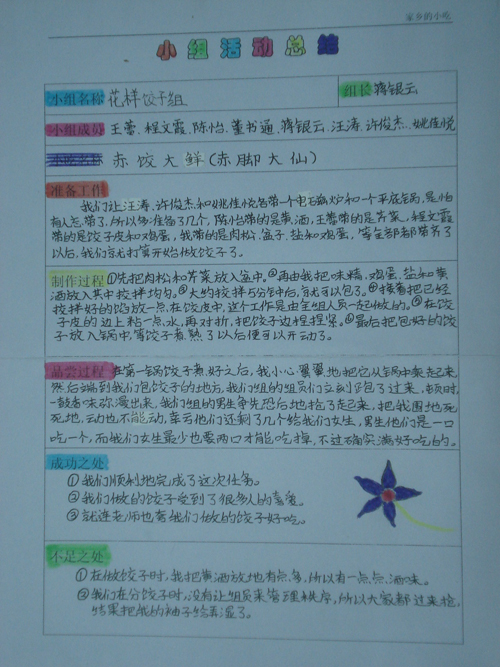 家乡的小吃
小组活动总结
小组名称 花样饺子组 组长 蒋银云
小组成员 王蕾、程文霞、陈怡、董书通、蒋银云、汪涛、许俊杰、姚佳悦
小吃名称 赤饺大鲜(赤脚大仙)
准备工作
我们让汪涛、许俊杰和姚佳悦各带一个电磁炉和一个平底锅,是怕
有人忘带了,所以多准备了几个,陈怡带的是黄酒,王蕾带的是芹菜,程文霞
带的是饺子皮和鸡蛋,我带的是肉松、盒子、盐和鸡蛋,等全部都带齐了
以后,我们就打算开始做饺子了。
制作过程 ①先把肉松和芹菜放入盒中。②再由我把味精、鸡蛋、盐和黄
酒放入其中搅拌均匀。③大约搅拌5分钟后,就可以包了。④接着把已经
搅拌好的馅放一点,在饺皮中,这个工作是由全组人员一起做的。⑤在饺
子皮的边上粘一点水,再对折,把饺子边捏捏紧。⑥最后把包好的饺
子放入锅中,等饺子煮熟了以后便可以开动了。
品尝过程 在第一锅饺子煮好之后,我小心翼翼地把它从锅中捞起来,
然后端到我们包饺子的地方,我们组的组员们立刻跑了过来,顿时,
一股香味弥漫出来,我们组的男生争先恐后地抢了起来,把我围地死
死地,动也不能动,幸亏他们还剩了几个给我们女生,男生他们是一口
吃一个,而我们女生最少也要两口才能吃掉,不过确实满好吃的。
成功之处
①我们顺利地完成了这次任务。
②我们做的饺子受到了很多人的喜爱。
③就连老师也夸我们做的饺子好吃。
不足之处
①在做饺子时,我把黄酒放地有点多,所以有一点点酒味。
②我们在分饺子时,没有让组员来管理秩序,所以大家都过来抢,
结果把我的袖子给弄湿了。